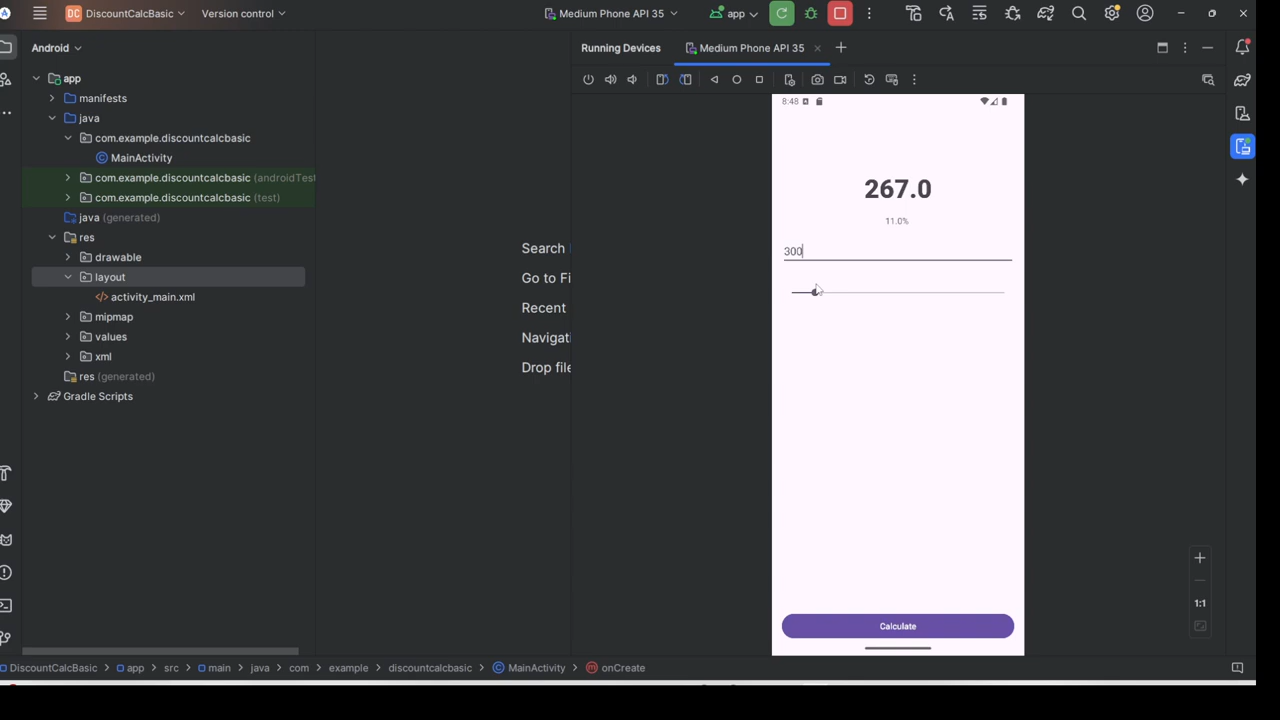 DC DiscountCalcBasic Version control Medium Phone API 35 app
Android
Running Devices Medium Phone API 35
app
manifests
java
com.example.discountcalcbasic
MainActivity
com.example.discountcalcbasic (androidTest
com.example.discountcalcbasic (test)
java (generated)
res
drawable
layout
activity_main.xml
mipmap
values
xml
res (generated)
Gradle Scripts
Search
Go to Fi
Recent
Navigati
Drop file
8:48
267.0
11.0%
300
Calculate
1:1
DiscountCalcBasic app src main java com example discountcalcbasic MainActivity onCreate